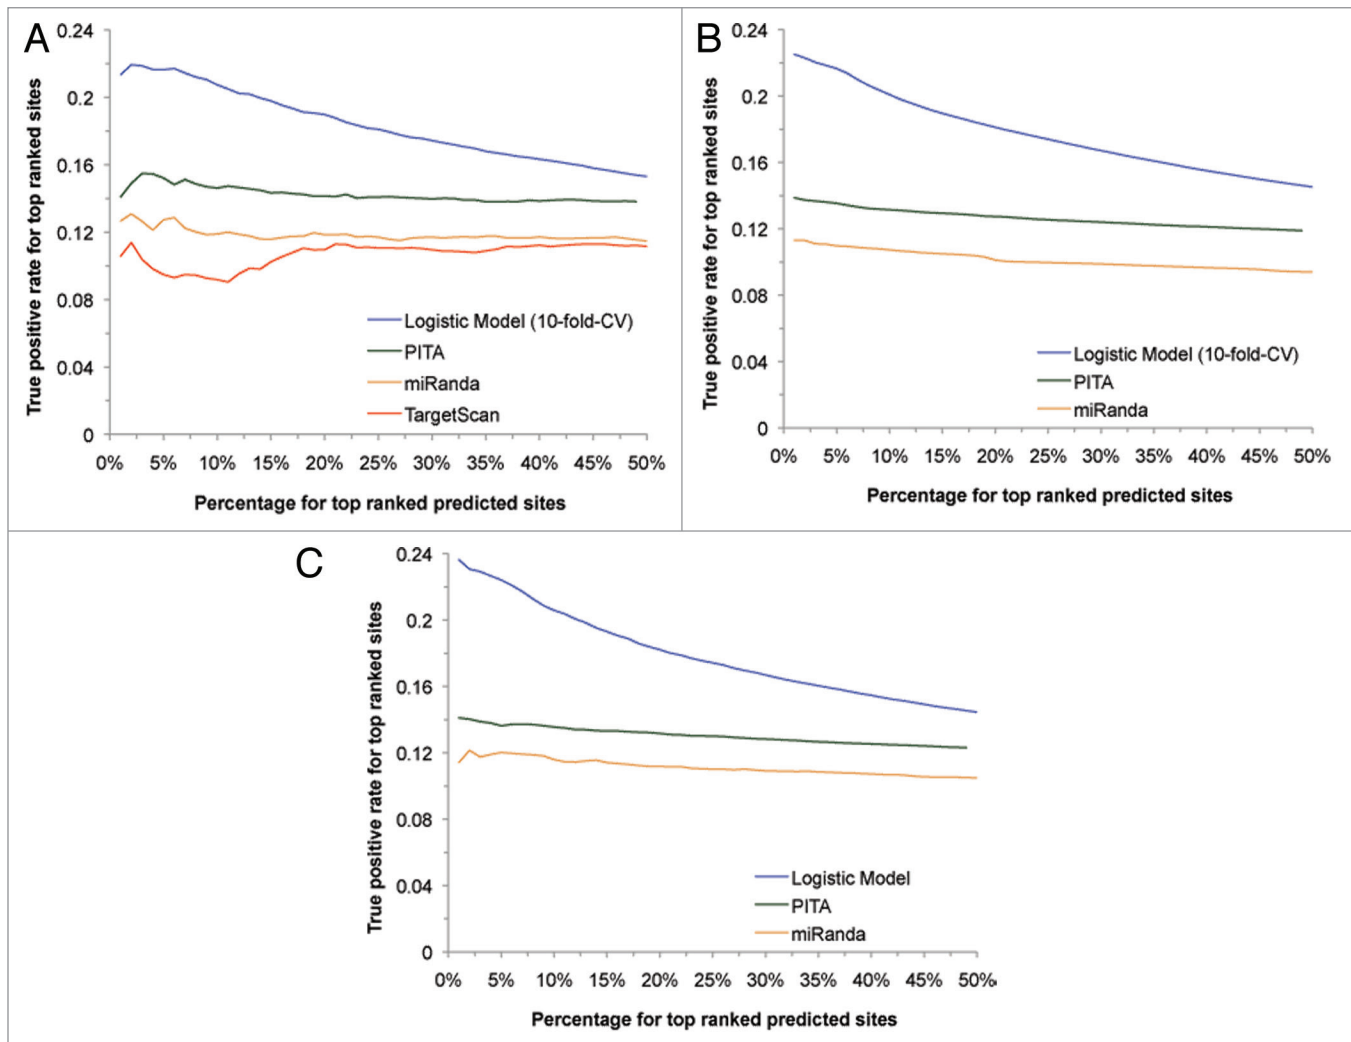 A
True positive rate for top ranked sites
0.24
0.2
0.16
0.12
0.08
0.04
0
Logistic Model (10-fold-CV)
PITA
miRanda
TargetScan
0% 5% 10% 15% 20% 25% 30% 35% 40% 45% 50%
Percentage for top ranked predicted sites
B
True positive rate for top ranked sites
0.24
0.2
0.16
0.12
0.08
0.04
0
Logistic Model (10-fold-CV)
PITA
miRanda
0% 5% 10% 15% 20% 25% 30% 35% 40% 45% 50%
Percentage for top ranked predicted sites
C
True positive rate for top ranked sites
0.24
0.2
0.16
0.12
0.08
0.04
0
Logistic Model
PITA
miRanda
0% 5% 10% 15% 20% 25% 30% 35% 40% 45% 50%
Percentage for top ranked predicted sites